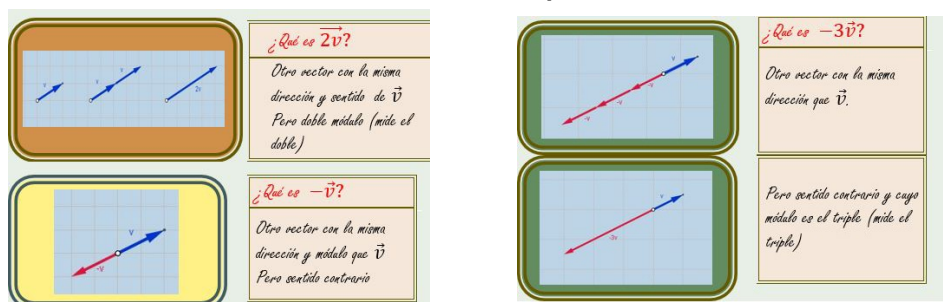 ¿Qué es 2v⃗?
v
v
v
2v
Otro vector con la misma
dirección y sentido de v⃗
Pero doble módulo (mide el
doble)
¿Qué es −v⃗?
v
-v
Otro vector con la misma
dirección y módulo que v⃗
Pero sentido contrario
¿Qué es −3v⃗?
v
-v
-v
-v
Otro vector con la misma
dirección que v⃗.
v
-3v
Pero sentido contrario y cuyo
módulo es el triple (mide el
triple)